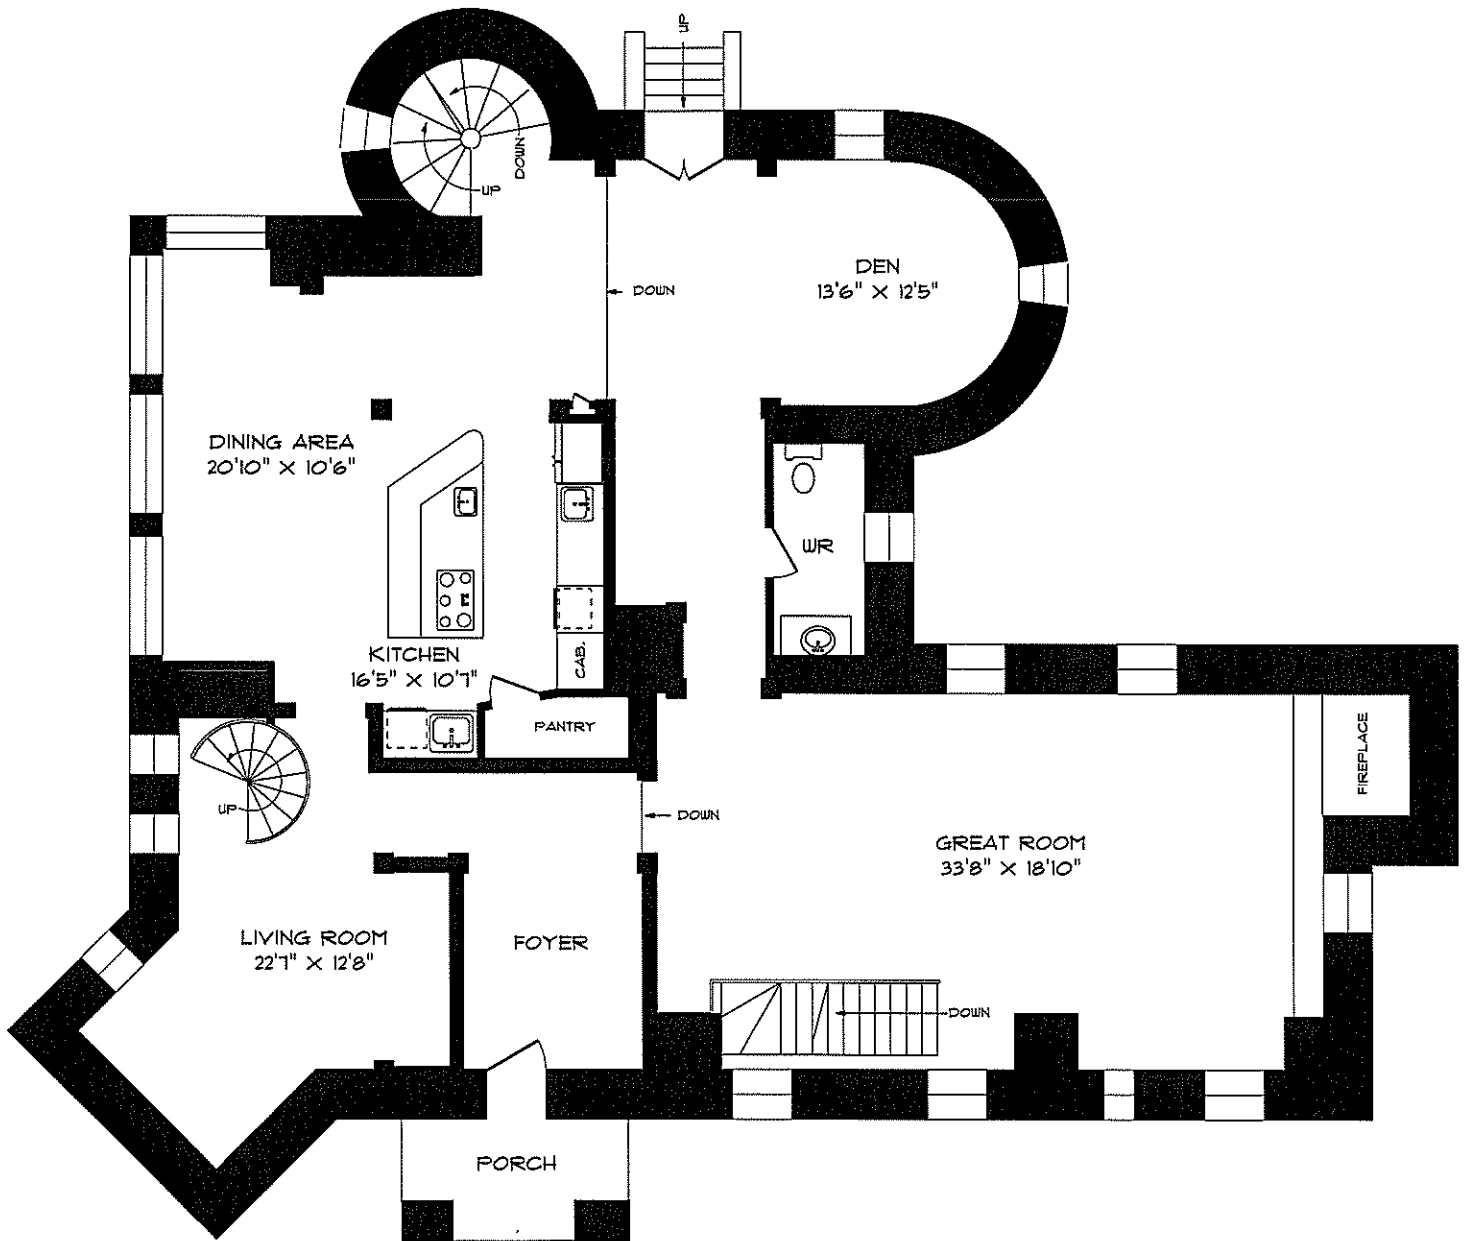 UP
DOWN
UP
DEN
13'6" X 12'5"
DOWN
DINING AREA
20'10" X 10'6"
WR
KITCHEN
16'5" X 10'7"
CAB.
PANTRY
FIREPLACE
UP
DOWN
GREAT ROOM
33'8" X 18'10"
LIVING ROOM
22'7" X 12'8"
FOYER
DOWN
PORCH